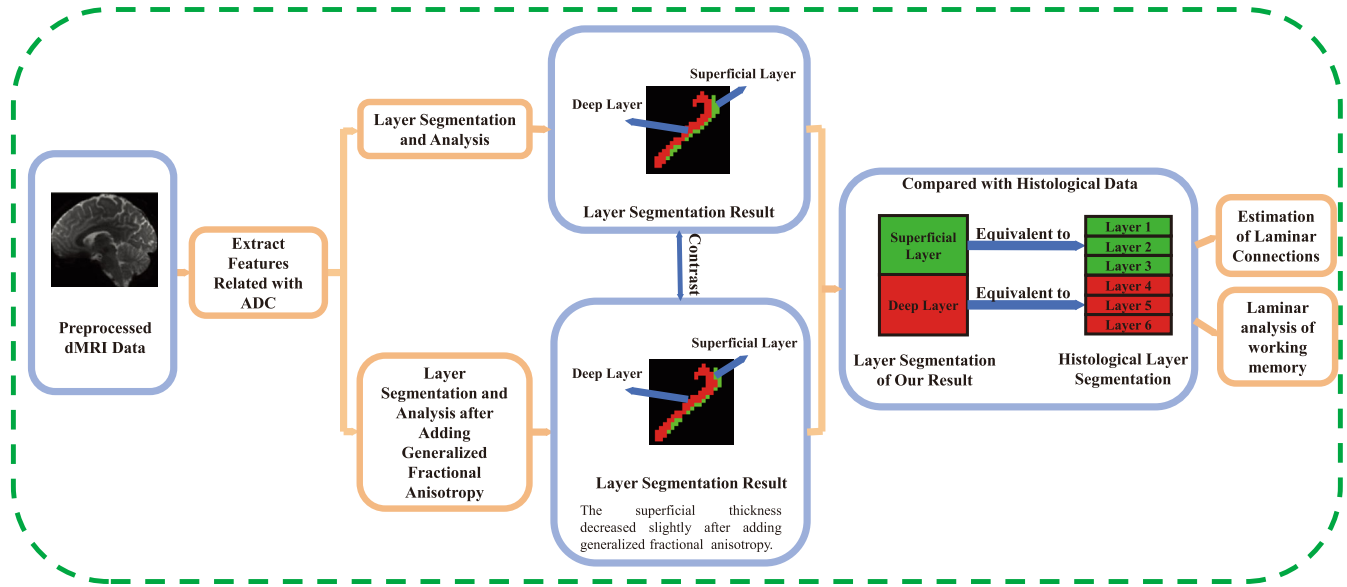 Preprocessed
dMRI Data
Extract
Features
Related with
ADC
Layer Segmentation
and Analysis
Layer
Segmentation and
Analysis after
Adding
Generalized
Fractional
Anisotropy
Superficial Layer
Deep Layer
Layer Segmentation Result
Contrast
Superficial Layer
Deep Layer
Layer Segmentation Result
The superficial thickness
decreased slightly after adding
generalized fractional anisotropy.
Compared with Histological Data
Superficial
Layer
Deep Layer
Equivalent to
Equivalent to
Layer 1
Layer 2
Layer 3
Layer 4
Layer 5
Layer 6
Layer Segmentation
of Our Result
Histological Layer
Segmentation
Estimation
of Laminar
Connections
Laminar
analysis of
working
memory